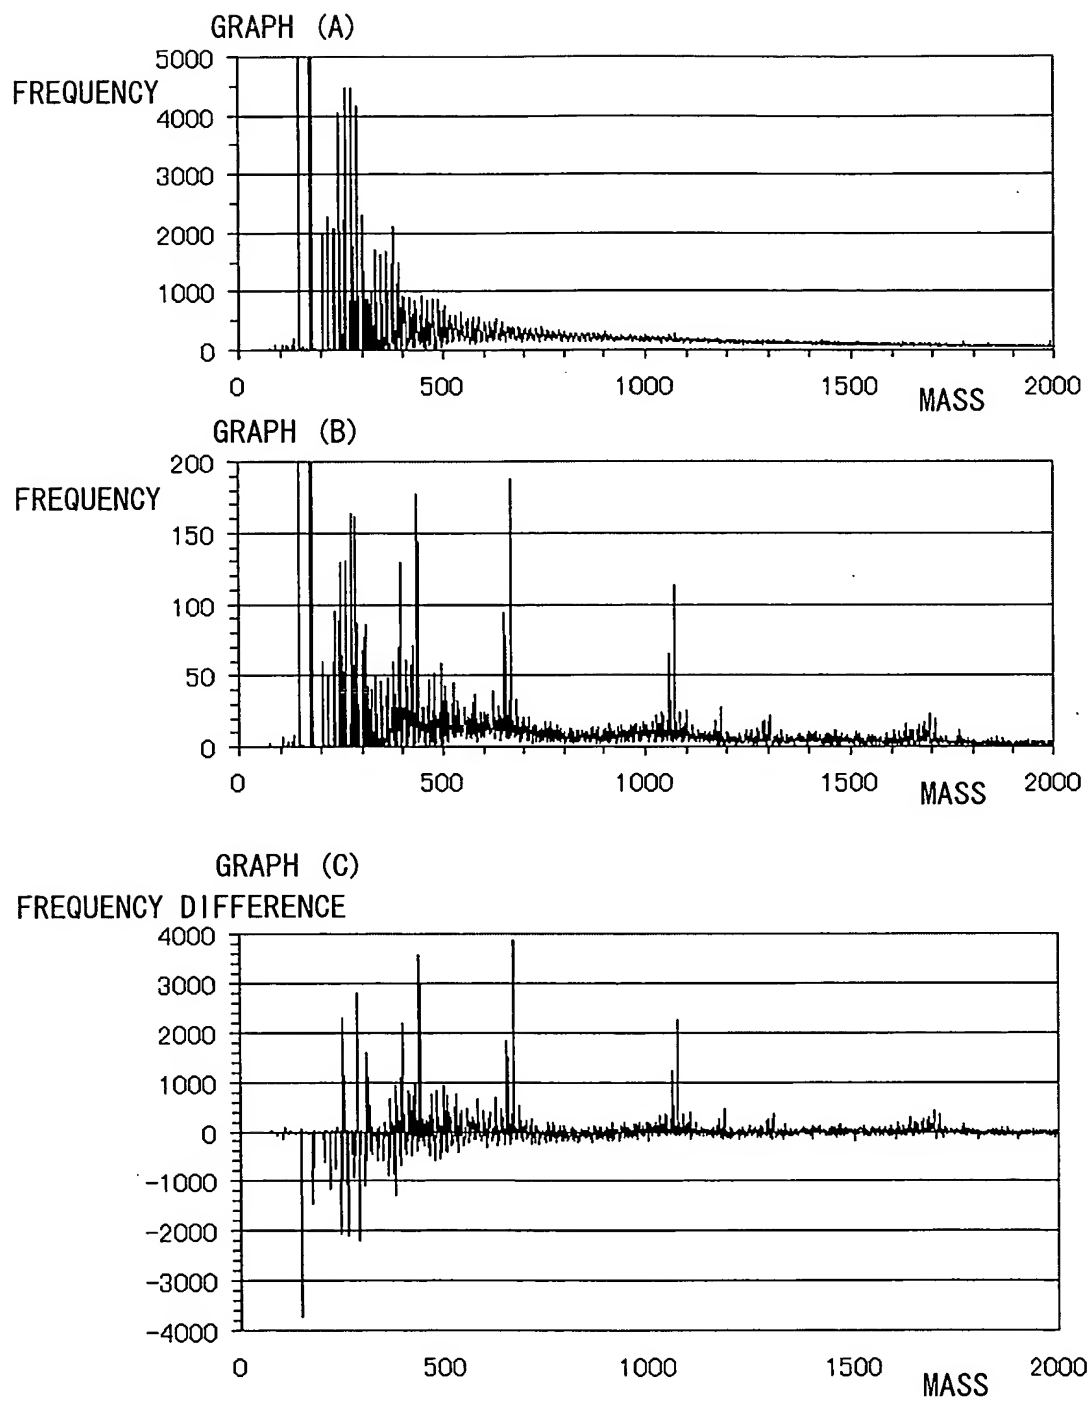 GRAPH (A)
FREQUENCY
5000
4000
3000
2000
1000
0
0 500 1000 1500 2000
MASS
GRAPH (B)
FREQUENCY
200
150
100
50
0
0 500 1000 1500 2000
MASS
GRAPH (C)
FREQUENCY DIFFERENCE
4000
3000
2000
1000
0
-1000
-2000
-3000
-4000
0 500 1000 1500 2000
MASS